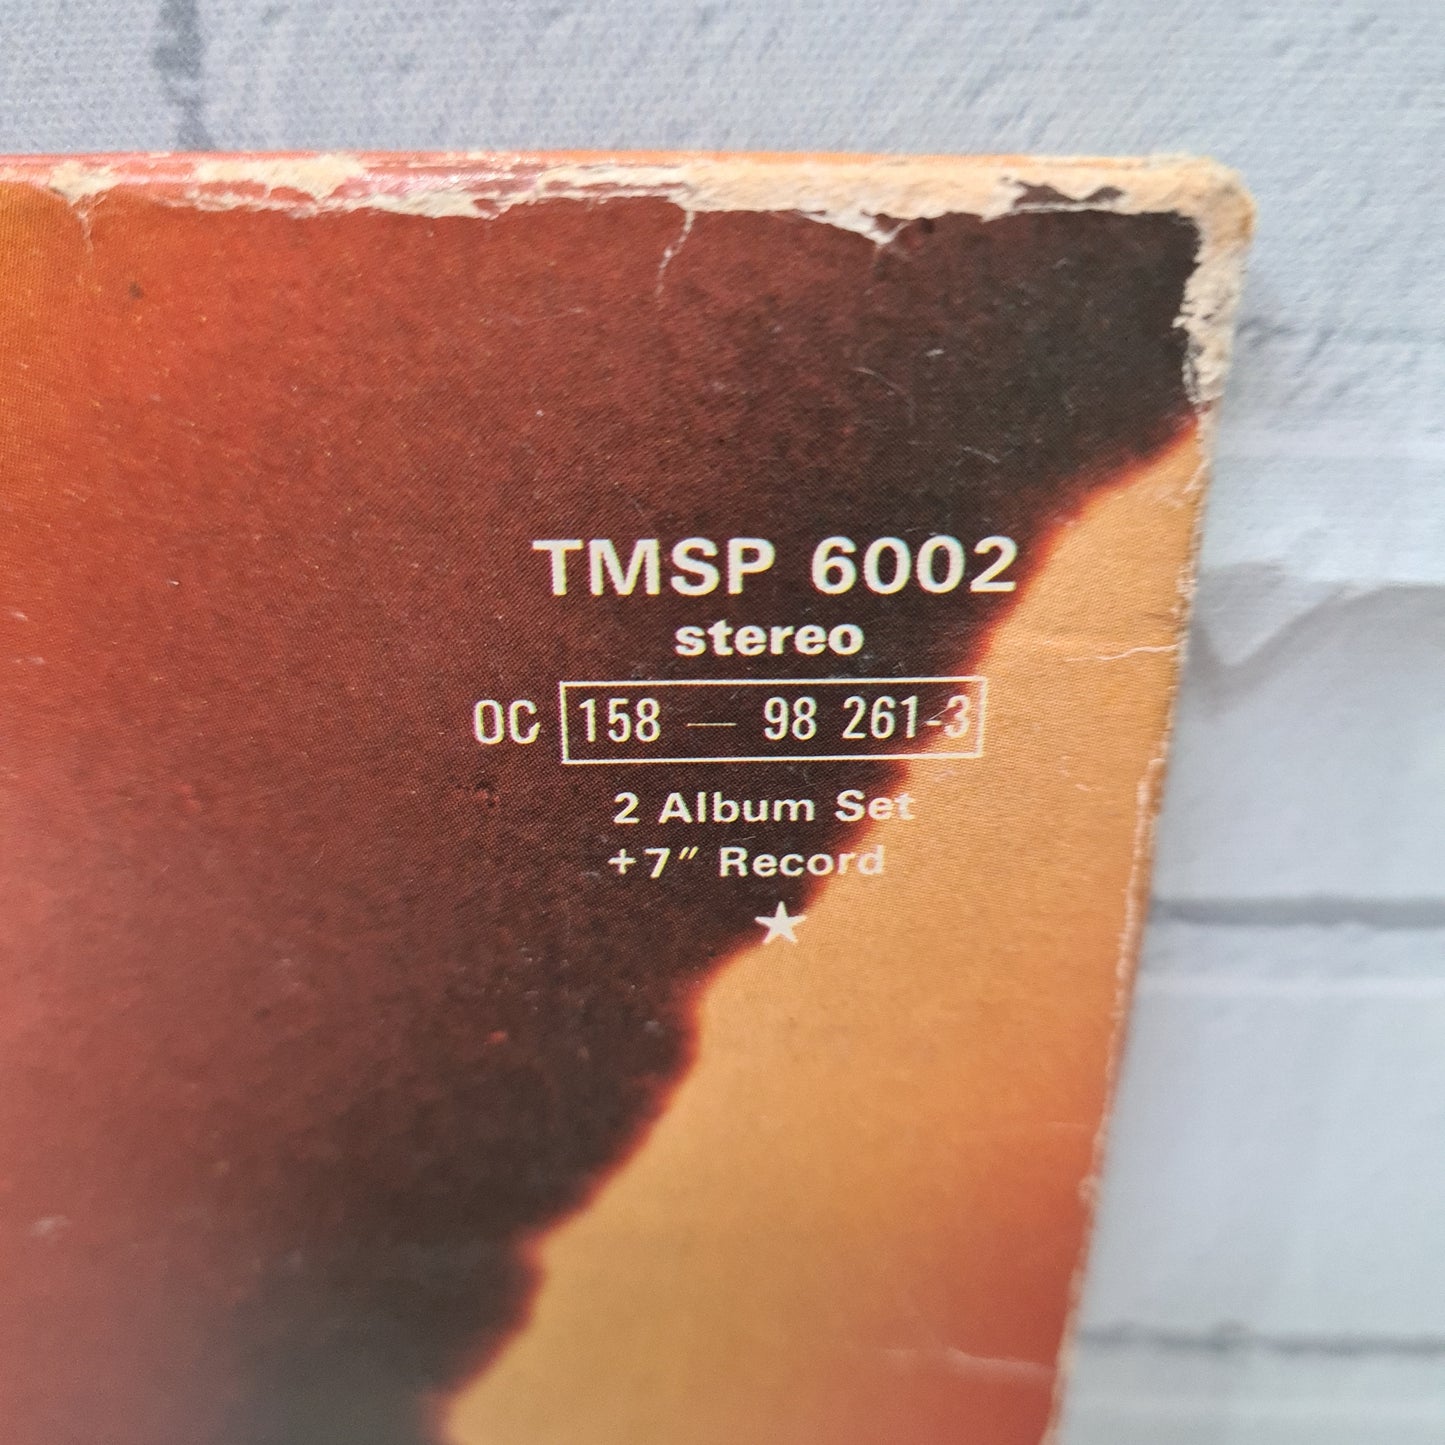 TMSP 6002
stereo
OC 158 — 98 261-3
2 Album Set
+7″ Record